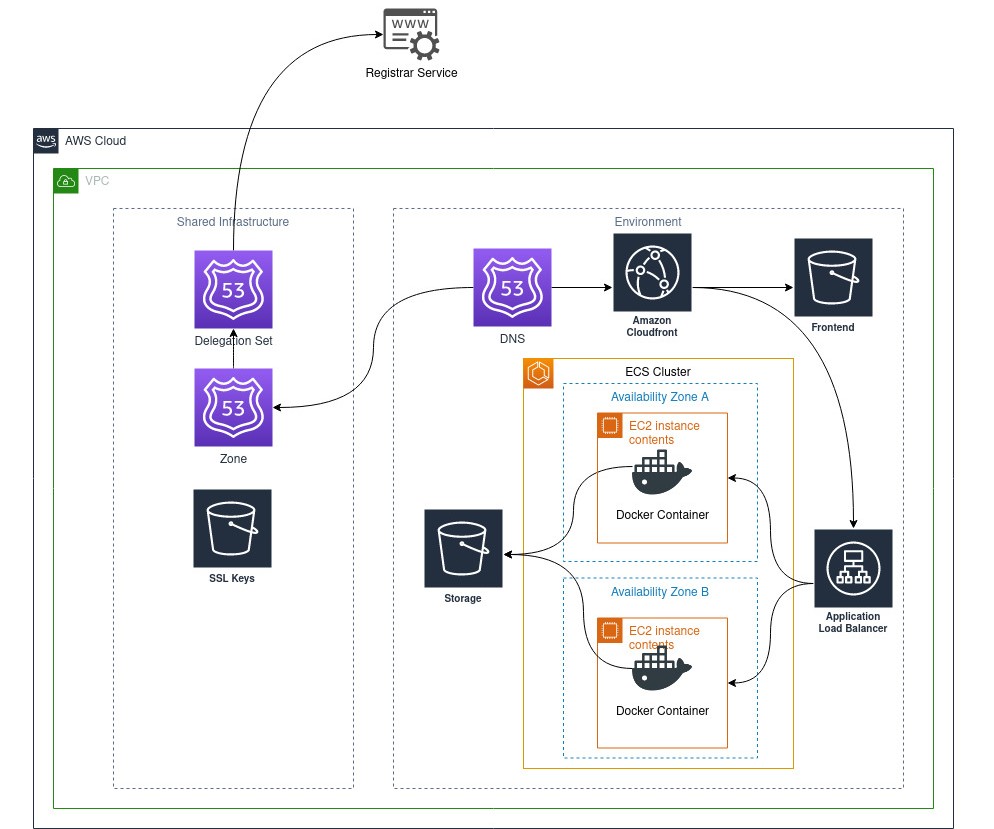 WWW
Registrar Service
aws
AWS Cloud
VPC
Shared Infrastructure
53
Delegation Set
53
Zone
SSL Keys
Environment
53
DNS
Amazon
Cloudfront
Frontend
ECS Cluster
Availability Zone A
EC2 instance
contents
Docker Container
Storage
Availability Zone B
EC2 instance
contents
Docker Container
Application
Load Balancer